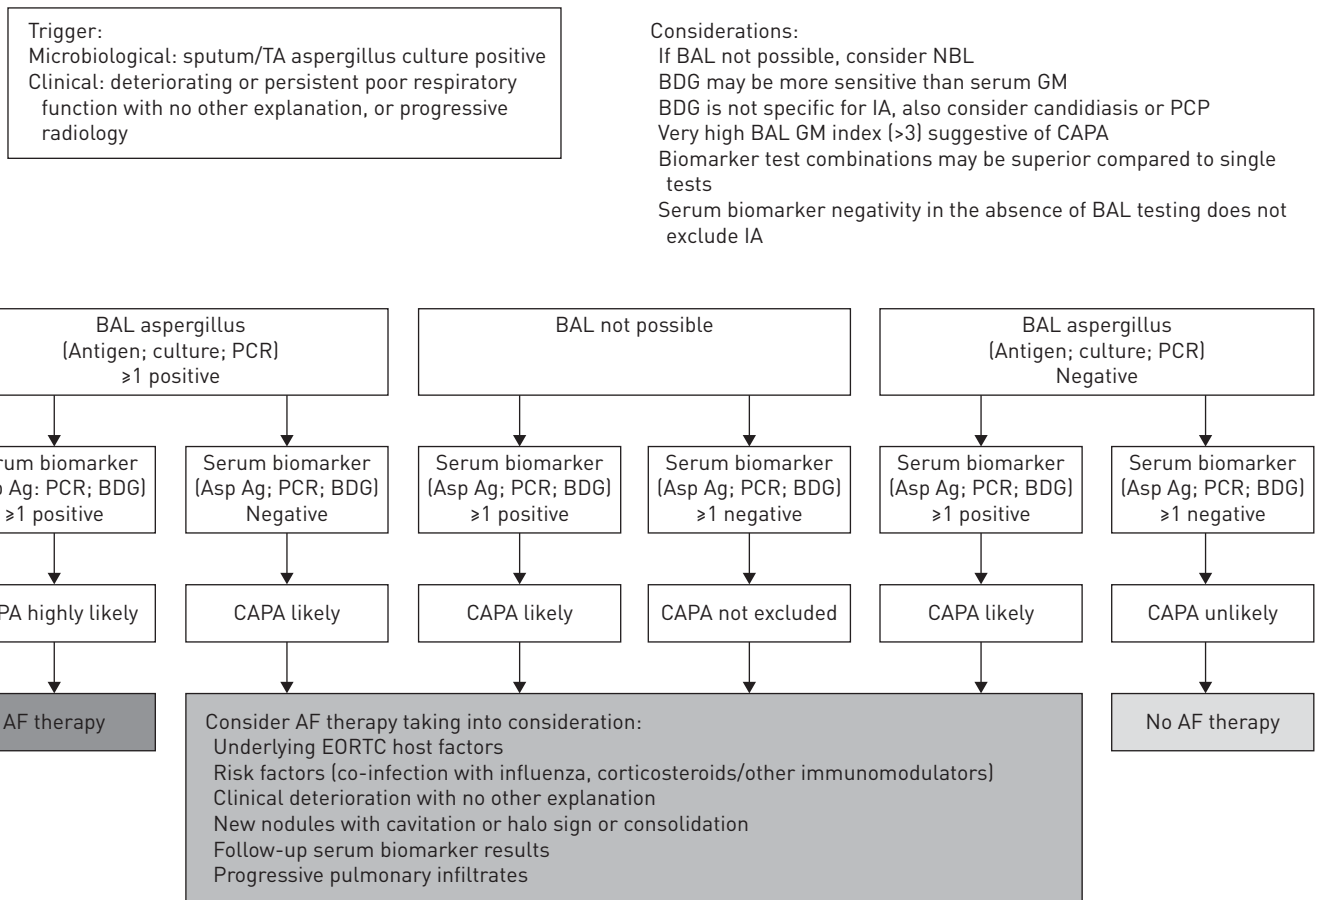 Trigger:
Microbiological: sputum/TA aspergillus culture positive
Clinical: deteriorating or persistent poor respiratory
function with no other explanation, or progressive
radiology
Considerations:
If BAL not possible, consider NBL
BDG may be more sensitive than serum GM
BDG is not specific for IA, also consider candidiasis or PCP
Very high BAL GM index (>3) suggestive of CAPA
Biomarker test combinations may be superior compared to single
tests
Serum biomarker negativity in the absence of BAL testing does not
exclude IA
BAL aspergillus
(Antigen; culture; PCR)
⩾1 positive
BAL not possible
BAL aspergillus
(Antigen; culture; PCR)
Negative
biomarker
Ag: PCR; BDG)
⩾1 positive
Serum biomarker
(Asp Ag; PCR; BDG)
Negative
Serum biomarker
(Asp Ag; PCR; BDG)
⩾1 positive
Serum biomarker
(Asp Ag; PCR; BDG)
⩾1 negative
Serum biomarker
(Asp Ag; PCR; BDG)
⩾1 positive
Serum biomarker
(Asp Ag; PCR; BDG)
⩾1 negative
highly likely
CAPA likely
CAPA likely
CAPA not excluded
CAPA likely
CAPA unlikely
AF therapy
Consider AF therapy taking into consideration:
Underlying EORTC host factors
Risk factors (co-infection with influenza, corticosteroids/other immunomodulators)
Clinical deterioration with no other explanation
New nodules with cavitation or halo sign or consolidation
Follow-up serum biomarker results
Progressive pulmonary infiltrates
No AF therapy